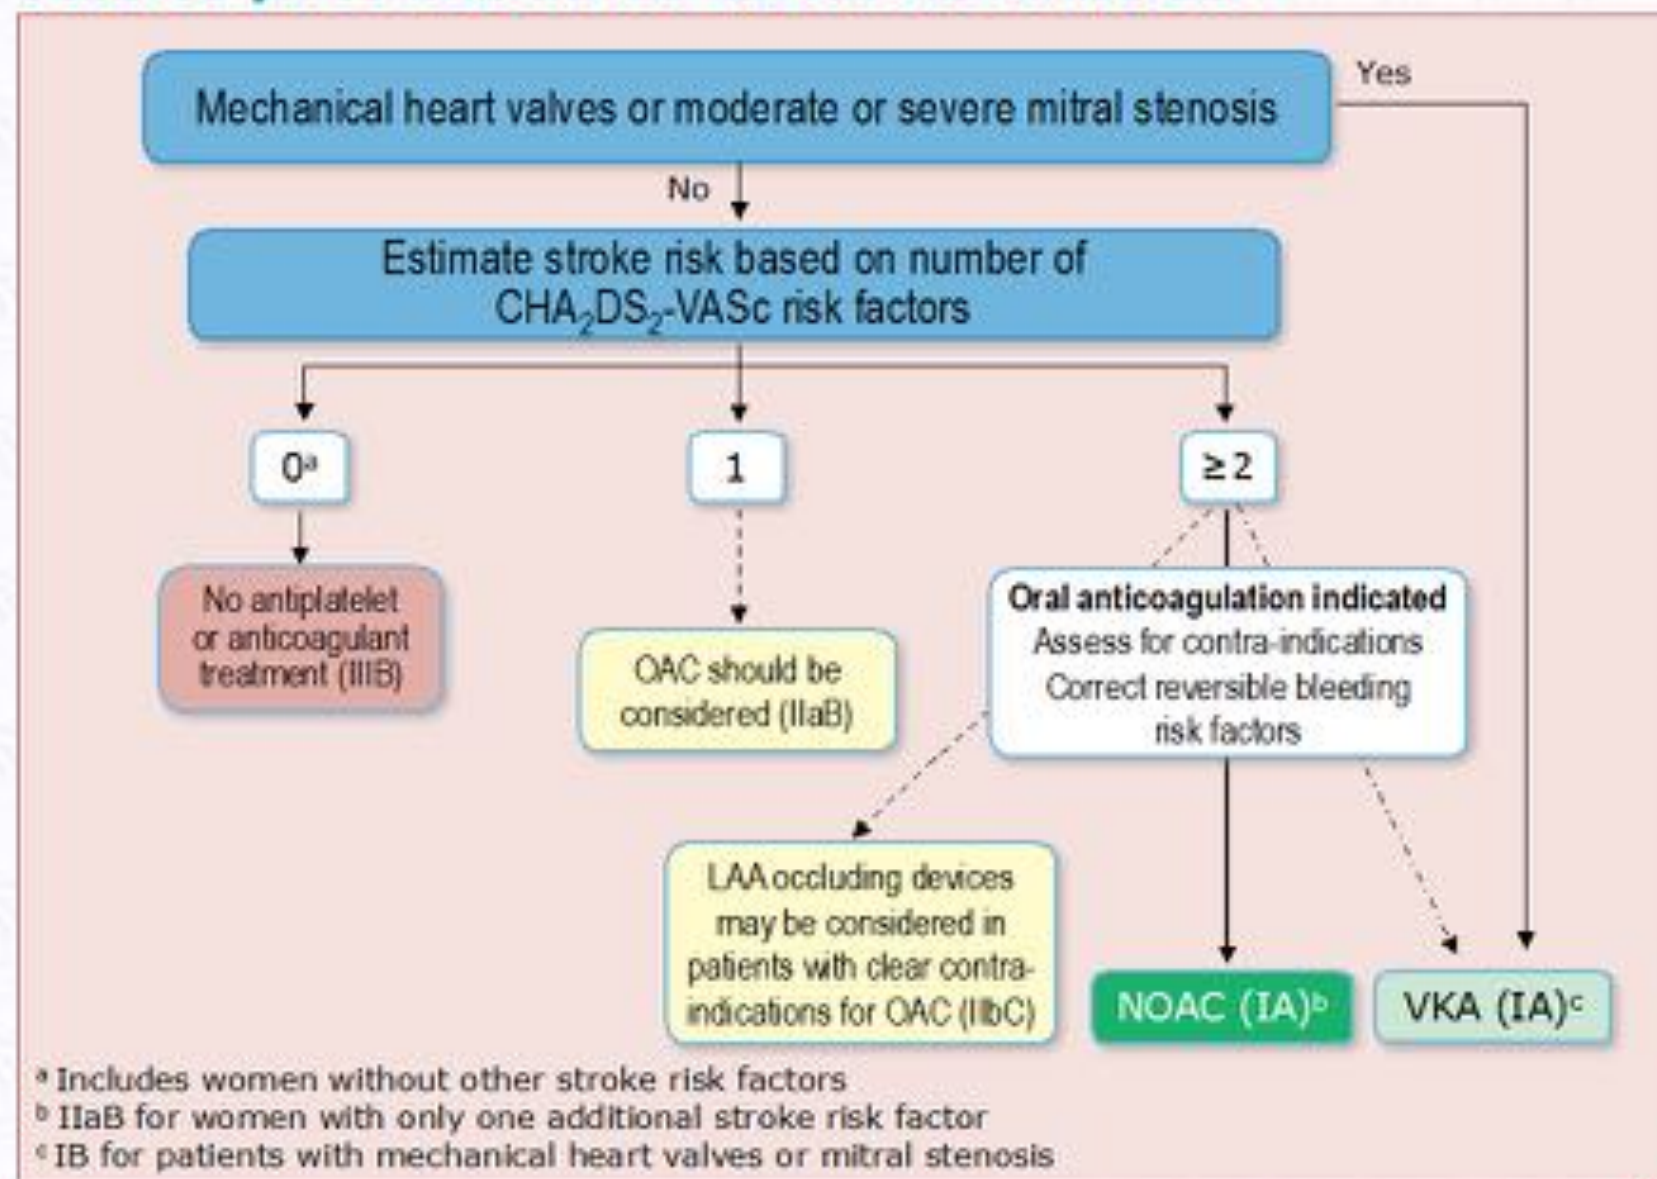 Mechanical heart valves or moderate or severe mitral stenosis
Yes
No
Estimate stroke risk based on number of
CHA₂DS₂-VASc risk factors
0ᵃ
1
≥2
No antiplatelet
or anticoagulant
treatment (IIIB)
OAC should be
considered (IIaB)
Oral anticoagulation indicated
Assess for contra-indications
Correct reversible bleeding
risk factors
LAA occluding devices
may be considered in
patients with clear contra-
indications for OAC (IIbC)
NOAC (IA)ᵇ
VKA (IA)ᶜ
ᵃ Includes women without other stroke risk factors
ᵇ IIaB for women with only one additional stroke risk factor
ᶜ IB for patients with mechanical heart valves or mitral stenosis